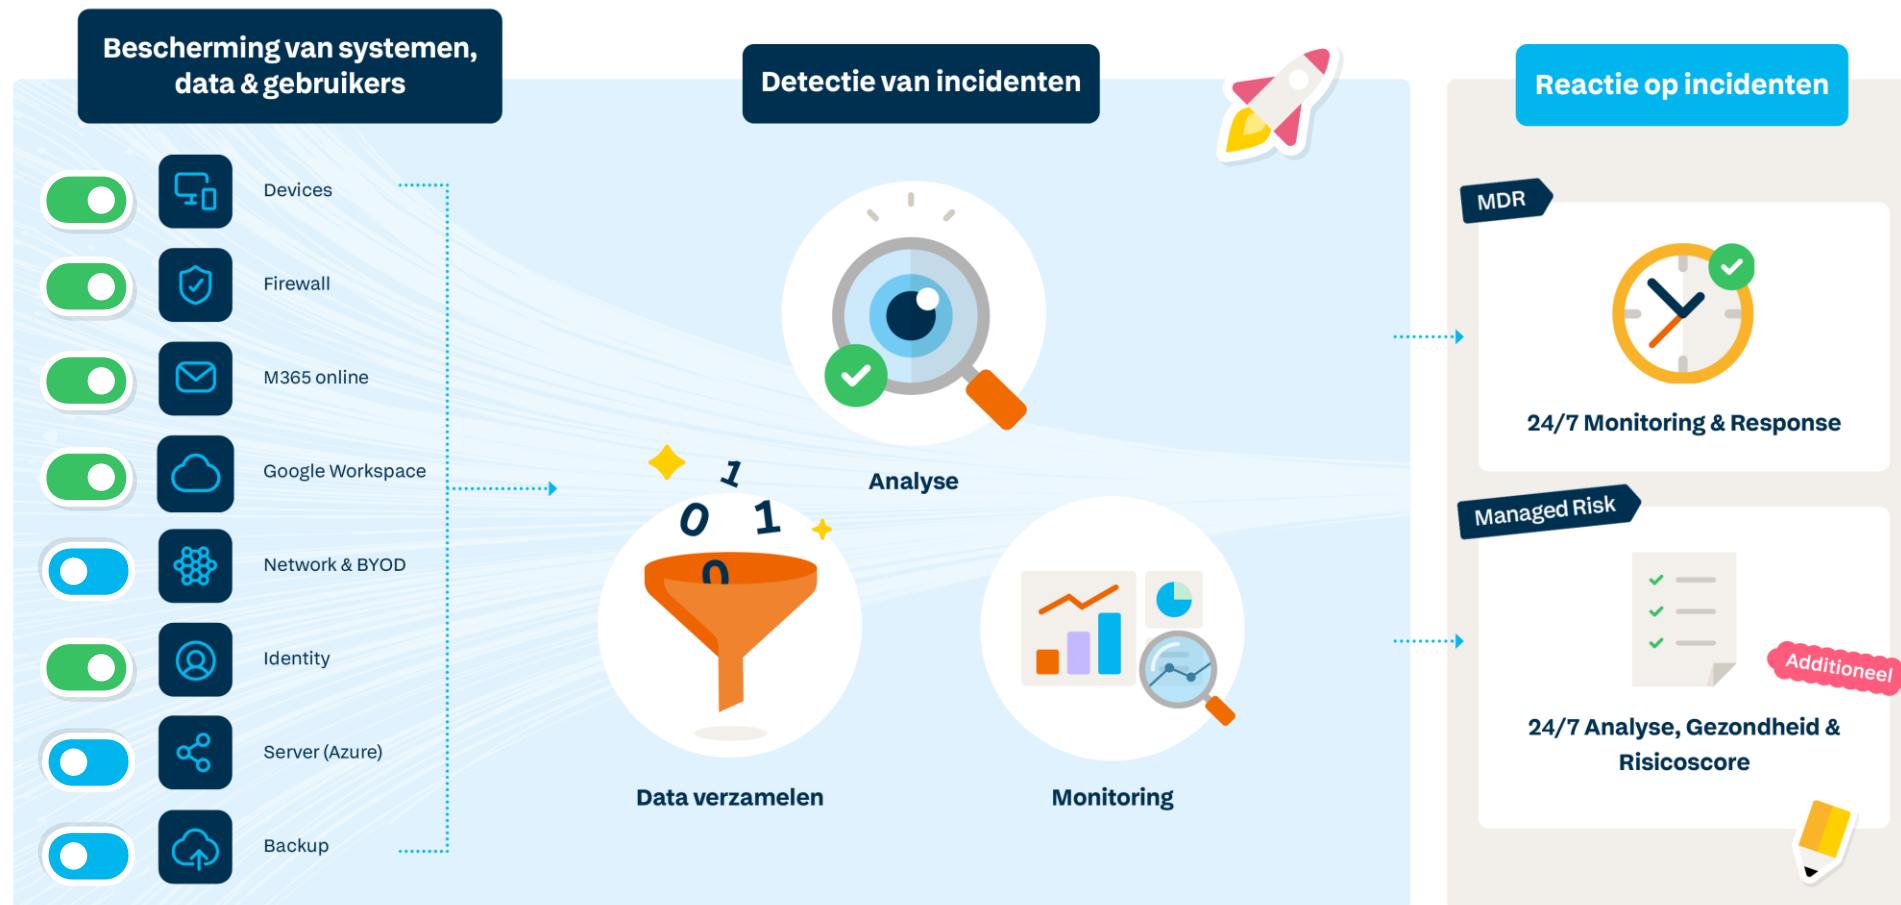 Bescherming van systemen,
data & gebruikers
Devices
Firewall
M365 online
Google Workspace
Network & BYOD
Identity
Server (Azure)
Backup
Detectie van incidenten
Analyse
1
0 1
0
Data verzamelen
Monitoring
Reactie op incidenten
MDR
24/7 Monitoring & Response
Managed Risk
Additioneel
24/7 Analyse, Gezondheid &
Risicoscore